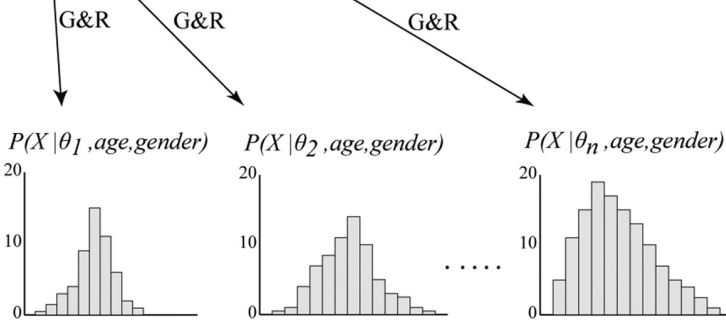 G&R G&R G&R
P(X |θ1 ,age,gender) P(X |θ2 ,age,gender) P(X |θn ,age,gender)
20 20 20
10 10 10
..... 
0 0 0